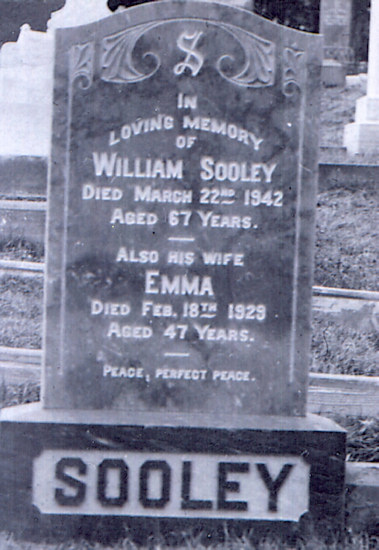 S
IN
LOVING MEMORY
OF
WILLIAM SOOLEY
DIED MARCH 22ND 1942
AGED 67 YEARS.
ALSO HIS WIFE
EMMA
DIED FEB. 18TH 1929
AGED 47 YEARS.
PEACE, PERFECT PEACE.
SOOLEY